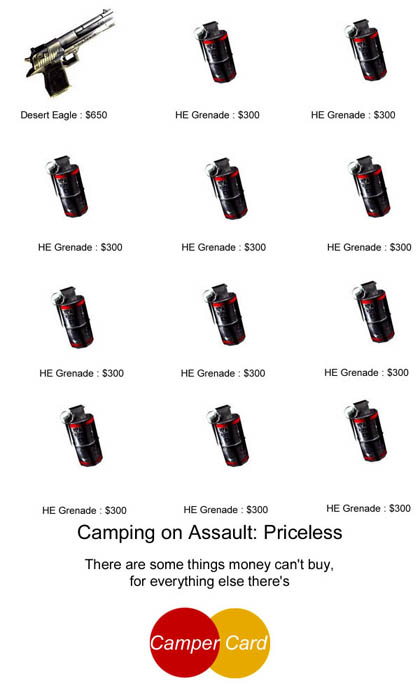 Desert Eagle : $650
HE Grenade : $300
HE Grenade : $300
HE Grenade : $300
HE Grenade : $300
HE Grenade : $300
HE Grenade : $300
HE Grenade : $300
HE Grenade : $300
HE Grenade : $300
HE Grenade : $300
HE Grenade : $300
Camping on Assault: Priceless
There are some things money can't buy,
for everything else there's
Camper Card